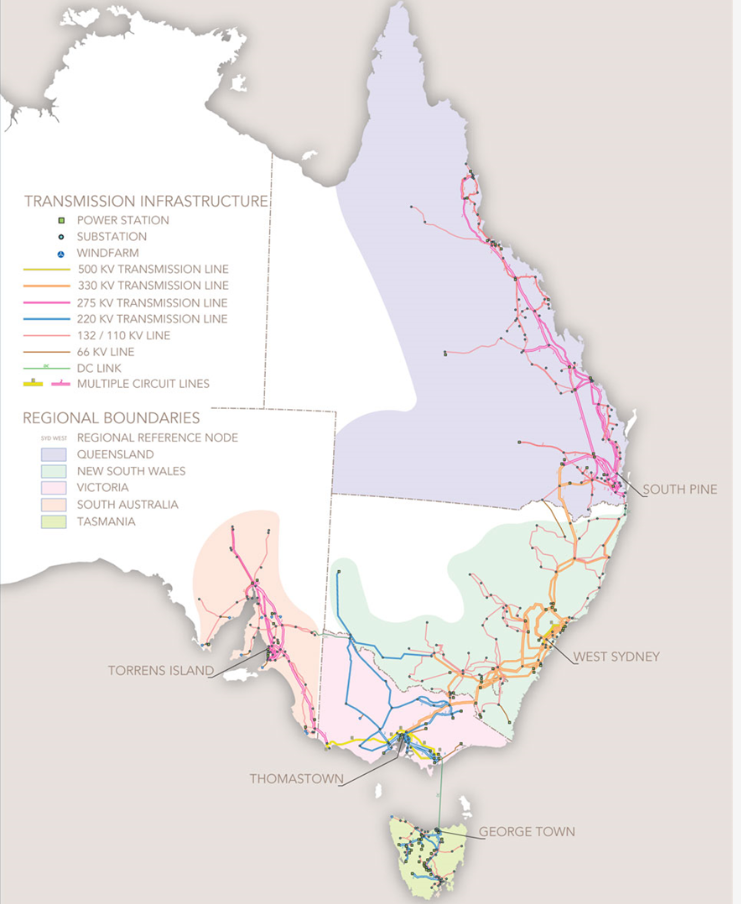 TRANSMISSION INFRASTRUCTURE
POWER STATION
SUBSTATION
WINDFARM
500 KV TRANSMISSION LINE
330 KV TRANSMISSION LINE
275 KV TRANSMISSION LINE
220 KV TRANSMISSION LINE
132 / 110 KV LINE
66 KV LINE
DC LINK
MULTIPLE CIRCUIT LINES
REGIONAL BOUNDARIES
SYD WEST REGIONAL REFERENCE NODE
QUEENSLAND
NEW SOUTH WALES
VICTORIA
SOUTH AUSTRALIA
TASMANIA
SOUTH PINE
WEST SYDNEY
TORRENS ISLAND
THOMASTOWN
GEORGE TOWN